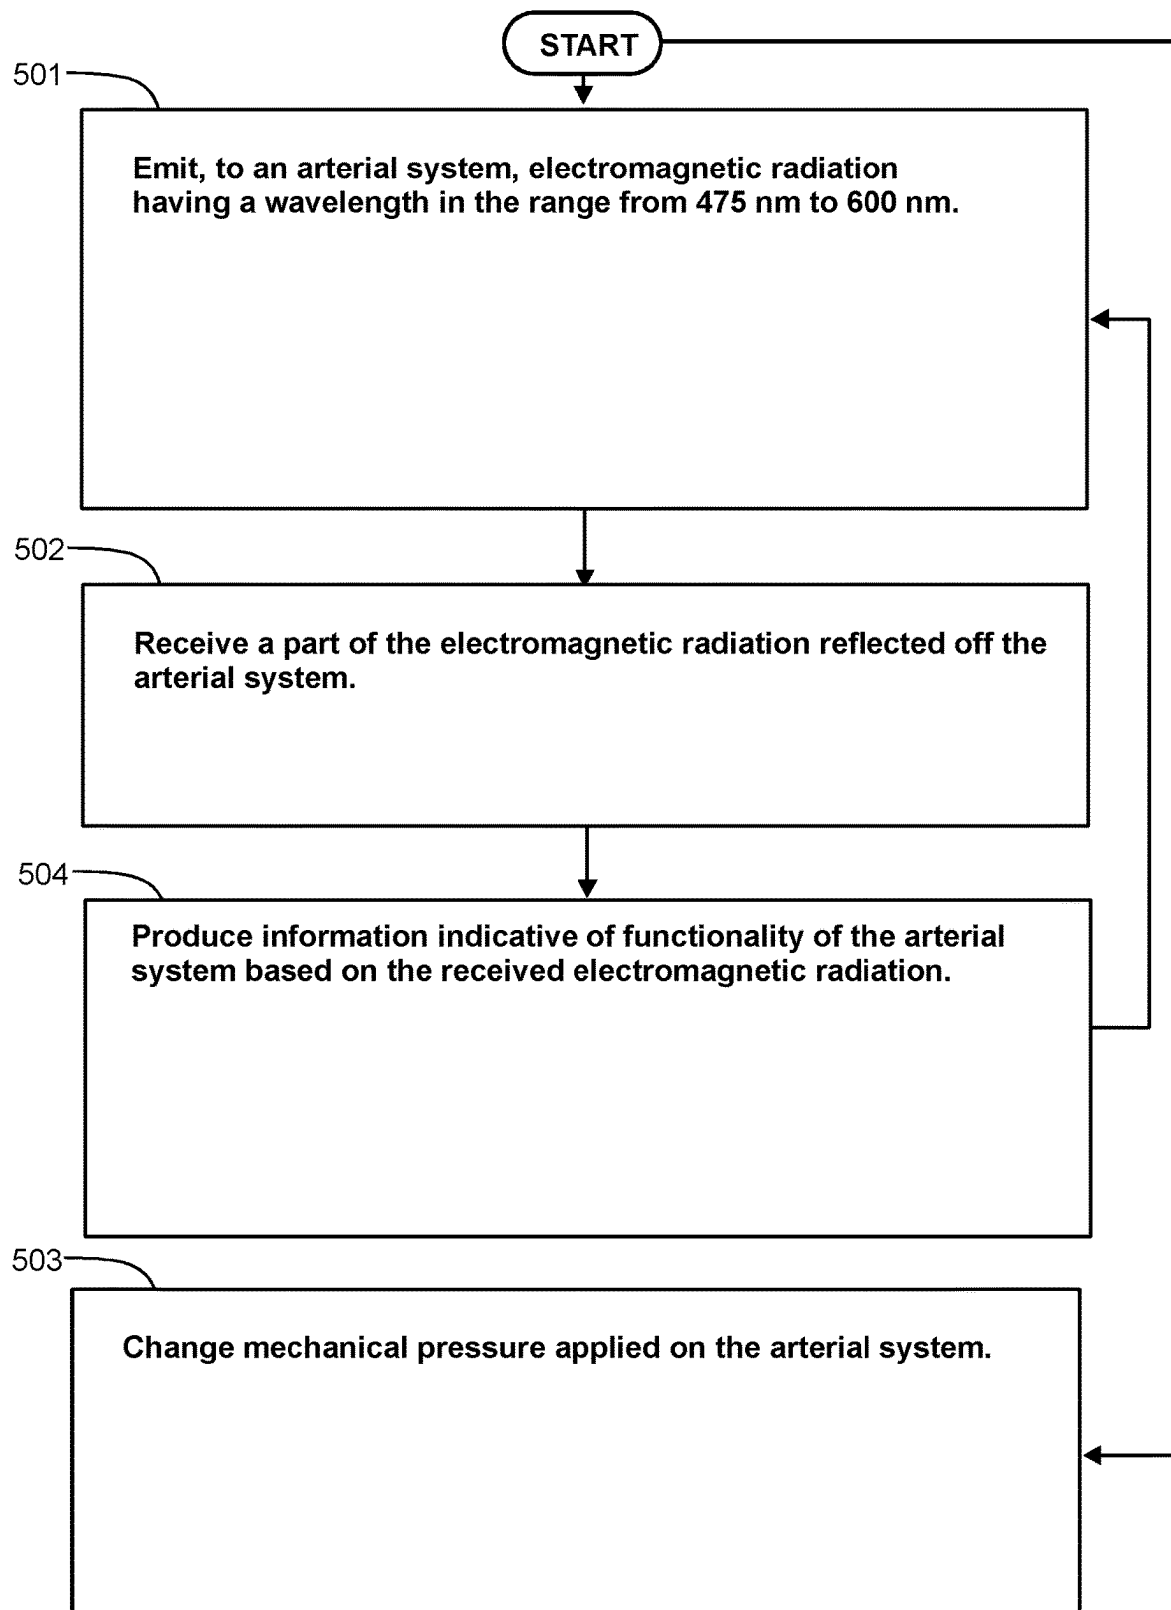 START
501
Emit, to an arterial system, electromagnetic radiation
having a wavelength in the range from 475 nm to 600 nm.
502
Receive a part of the electromagnetic radiation reflected off the
arterial system.
504
Produce information indicative of functionality of the arterial
system based on the received electromagnetic radiation.
503
Change mechanical pressure applied on the arterial system.